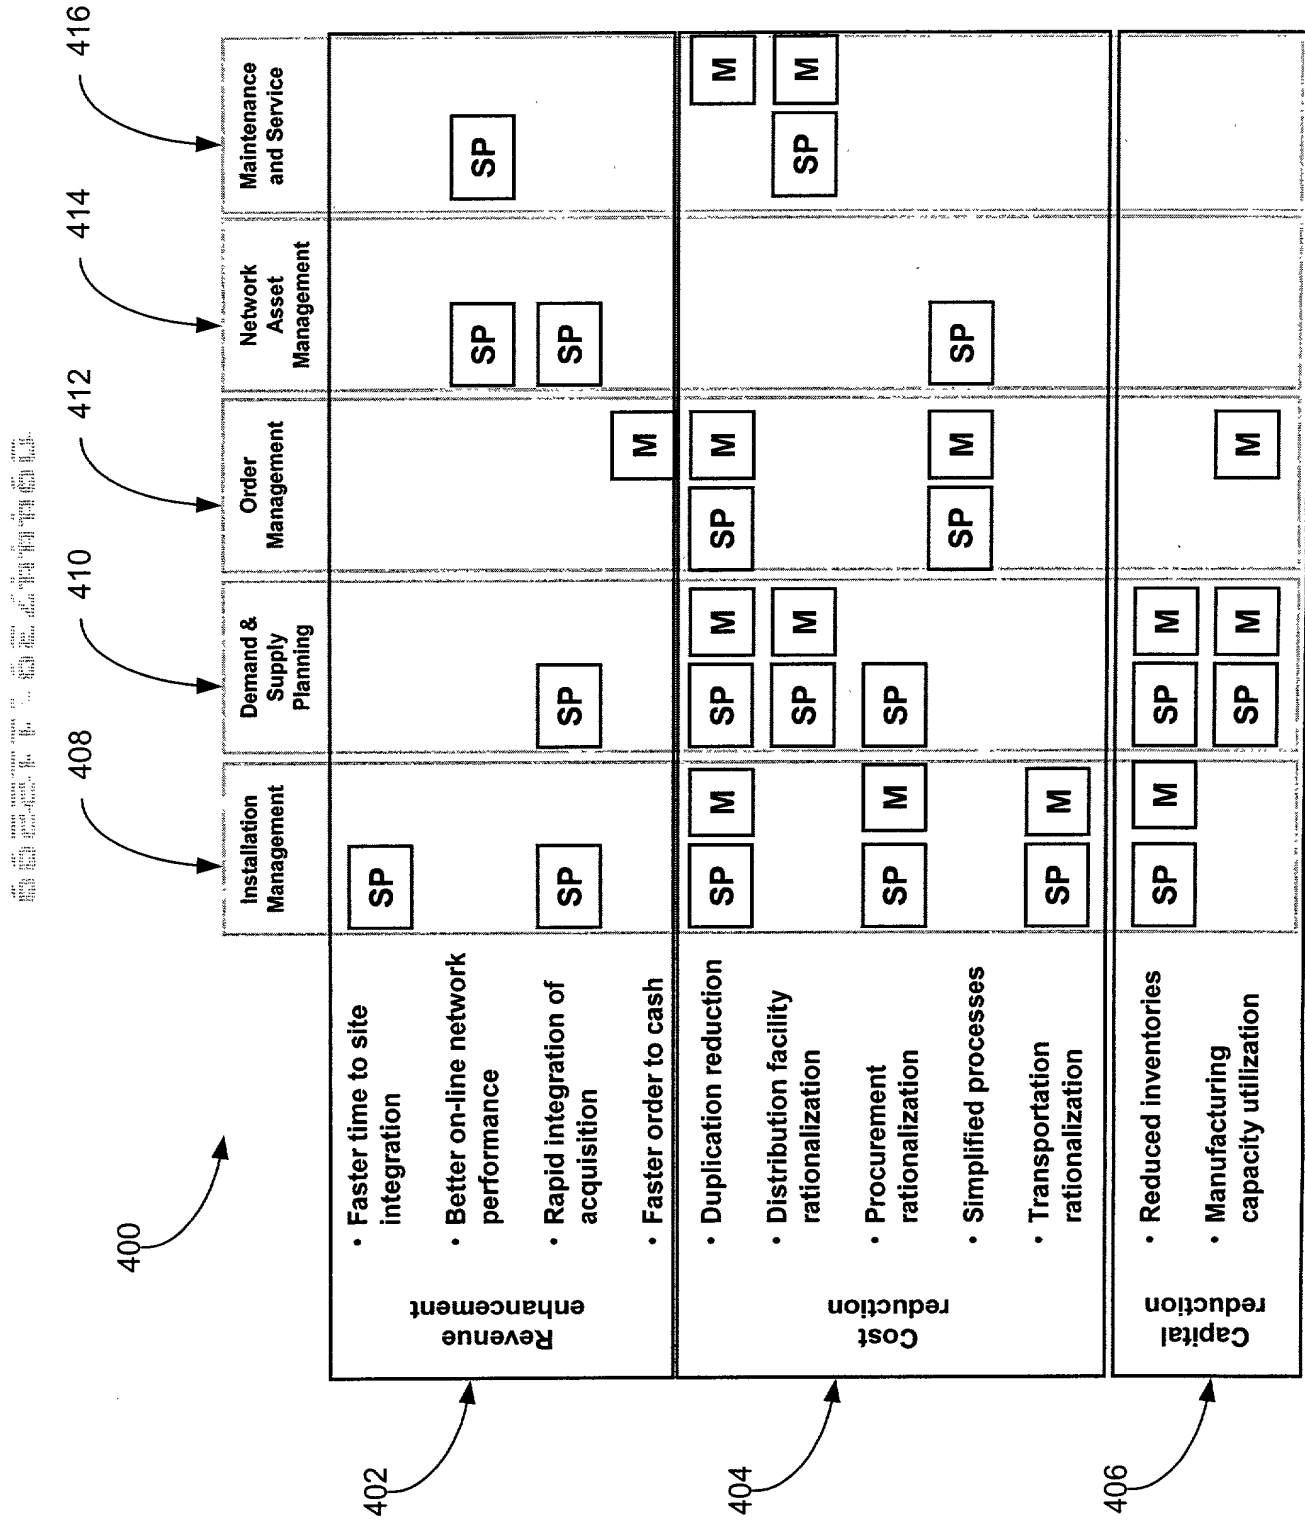 408 410 412 414 416
400
Installation
Management
Demand &
Supply
Planning
Order
Management
Network
Asset
Management
Maintenance
and Service
402
Revenue
enhancement
• Faster time to site
integration
SP
• Better on-line network
performance
SP SP
• Rapid integration of
acquisition
SP SP SP
• Faster order to cash
M
404
Cost
reduction
• Duplication reduction
SP M SP M SP M M
• Distribution facility
rationalization
SP M SP M
• Procurement
rationalization
SP M SP
• Simplified processes
SP M SP
• Transportation
rationalization
SP M
406
Capital
reduction
• Reduced inventories
SP M SP M
• Manufacturing
capacity utilization
SP M M